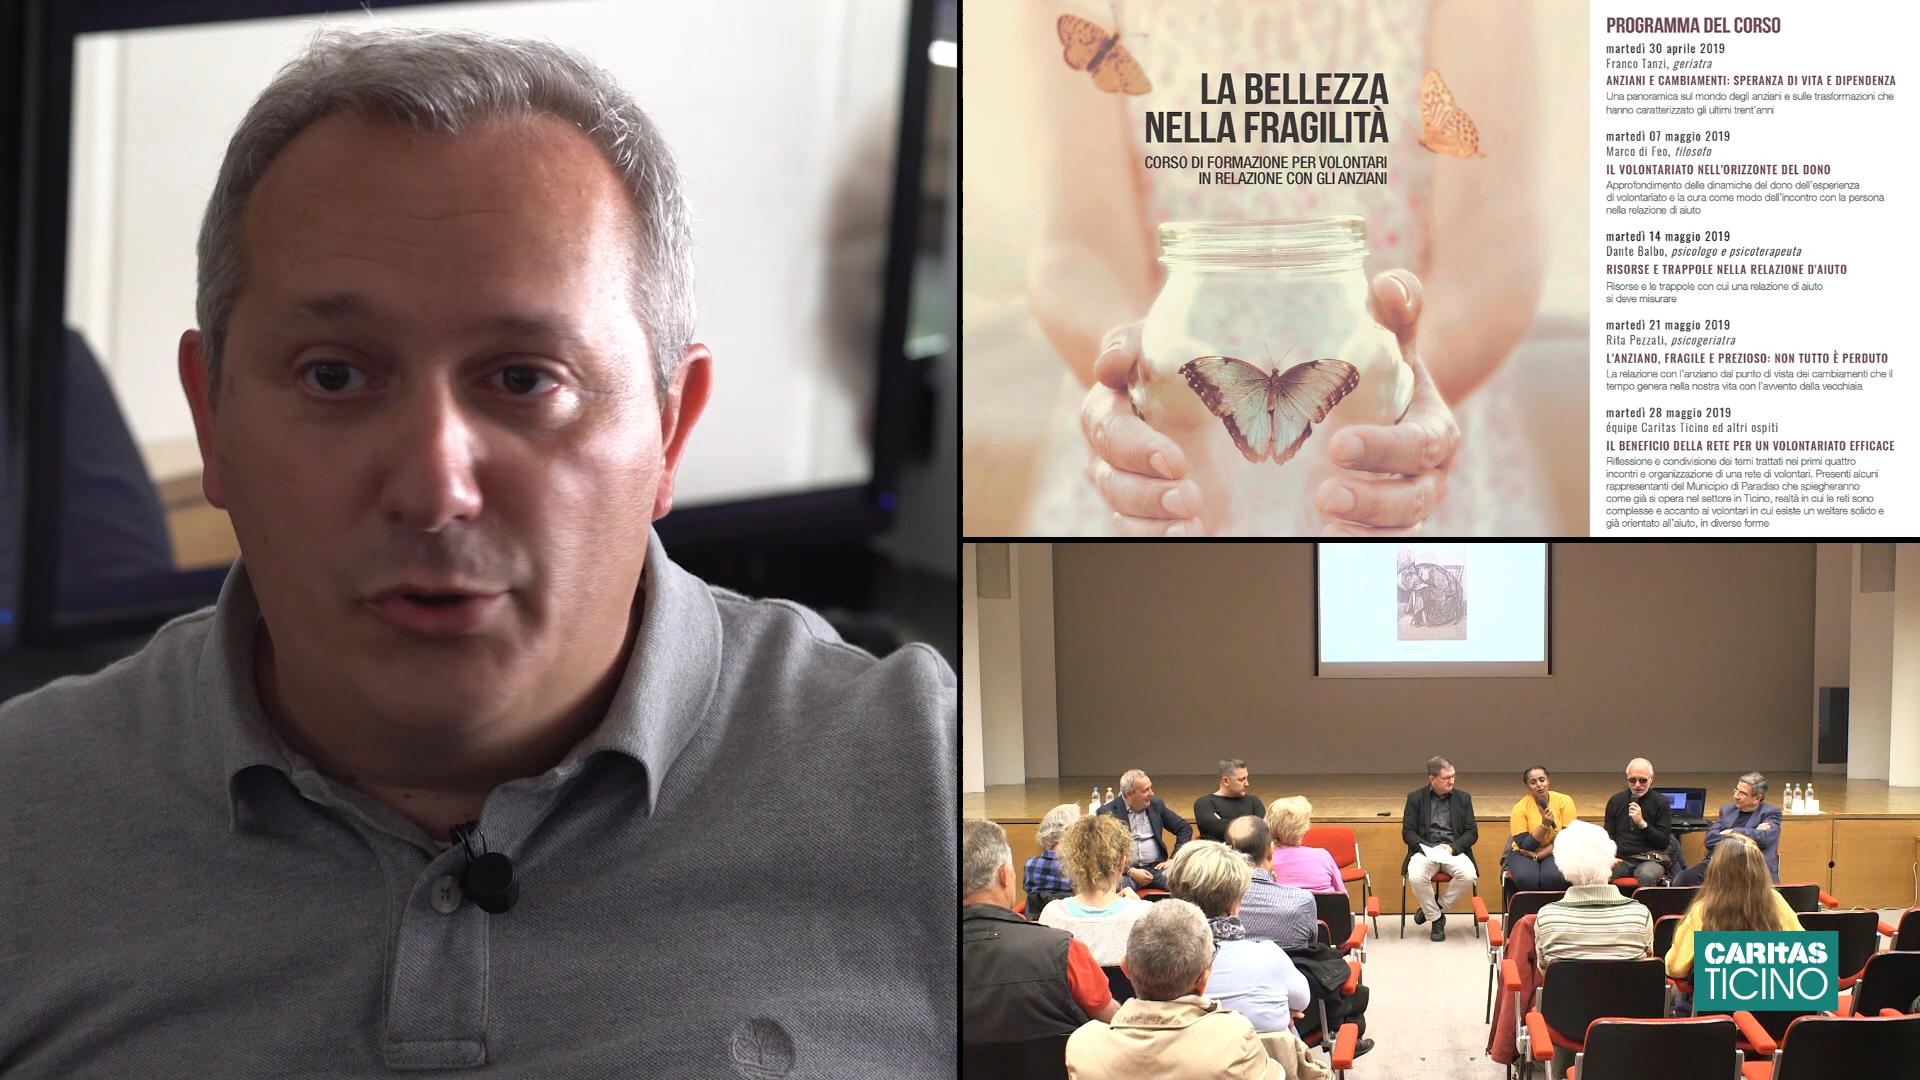 LA BELLEZZA
NELLA FRAGILITÀ
CORSO DI FORMAZIONE PER VOLONTARI
IN RELAZIONE CON GLI ANZIANI
PROGRAMMA DEL CORSO
martedì 30 aprile 2019
Franco Tanzi, geriatra
ANZIANI E CAMBIAMENTI: SPERANZA DI VITA E DIPENDENZA
Una panoramica sul mondo degli anziani e sulle trasformazioni che
hanno caratterizzato gli ultimi trent'anni
martedì 07 maggio 2019
Marco di Feo, filosofo
IL VOLONTARIATO NELL'ORIZZONTE DEL DONO
Approfondimento delle dinamiche del dono dell'esperienza
di volontariato e la cura come modo dell'incontro con la persona
nella relazione di aiuto
martedì 14 maggio 2019
Dante Balbo, psicologo e psicoterapeuta
RISORSE E TRAPPOLE NELLA RELAZIONE D'AIUTO
Risorse e le trappole con cui una relazione di aiuto
si deve misurare
martedì 21 maggio 2019
Rita Pezzati, psicogeriatra
L'ANZIANO, FRAGILE E PREZIOSO: NON TUTTO È PERDUTO
La relazione con l'anziano dal punto di vista dei cambiamenti che il
tempo genera nella nostra vita con l'avvento della vecchiaia
martedì 28 maggio 2019
équipe Caritas Ticino ed altri ospiti
IL BENEFICIO DELLA RETE PER UN VOLONTARIATO EFFICACE
Riflessione e condivisione dei temi trattati nei primi quattro
incontri e organizzazione di una rete di volontari. Presenti alcuni
rappresentanti del Municipio di Paradiso che spiegheranno
come già si opera nel settore in Ticino, realtà in cui le reti sono
complesse e accanto ai volontari in cui esiste un welfare solido e
già orientato all'aiuto, in diverse forme
CARITAS
TICINO